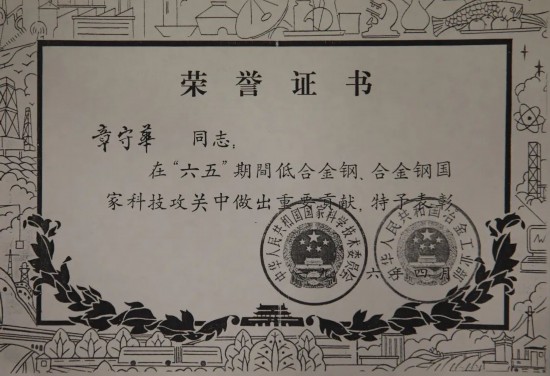 荣誉证书
章守華 同志：
在“六五”期間低合金钢、合金钢国
家科技攻关中做出重要贡献，特予表彰
中华人民共和国国家科学技术委员会
中华人民共和国冶金工业部
六年四月